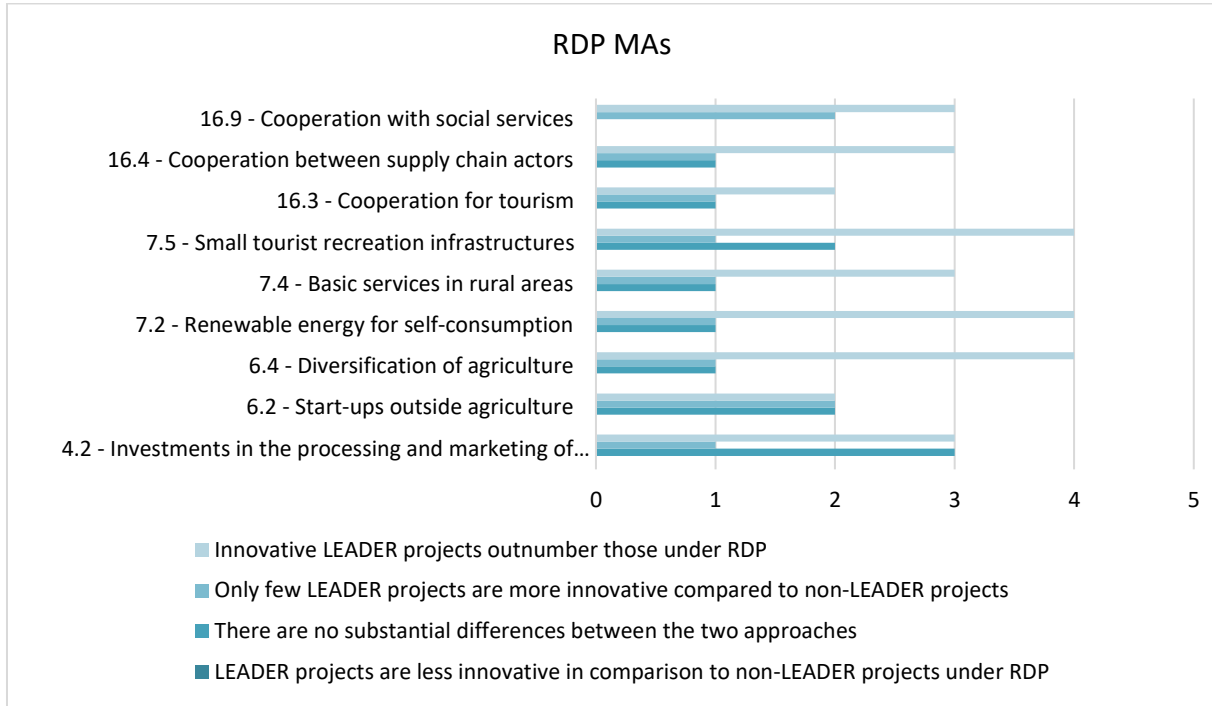 RDP MAs
16.9 - Cooperation with social services
16.4 - Cooperation between supply chain actors
16.3 - Cooperation for tourism
7.5 - Small tourist recreation infrastructures
7.4 - Basic services in rural areas
7.2 - Renewable energy for self-consumption
6.4 - Diversification of agriculture
6.2 - Start-ups outside agriculture
4.2 - Investments in the processing and marketing of…
0 1 2 3 4 5
Innovative LEADER projects outnumber those under RDP
Only few LEADER projects are more innovative compared to non-LEADER projects
There are no substantial differences between the two approaches
LEADER projects are less innovative in comparison to non-LEADER projects under RDP